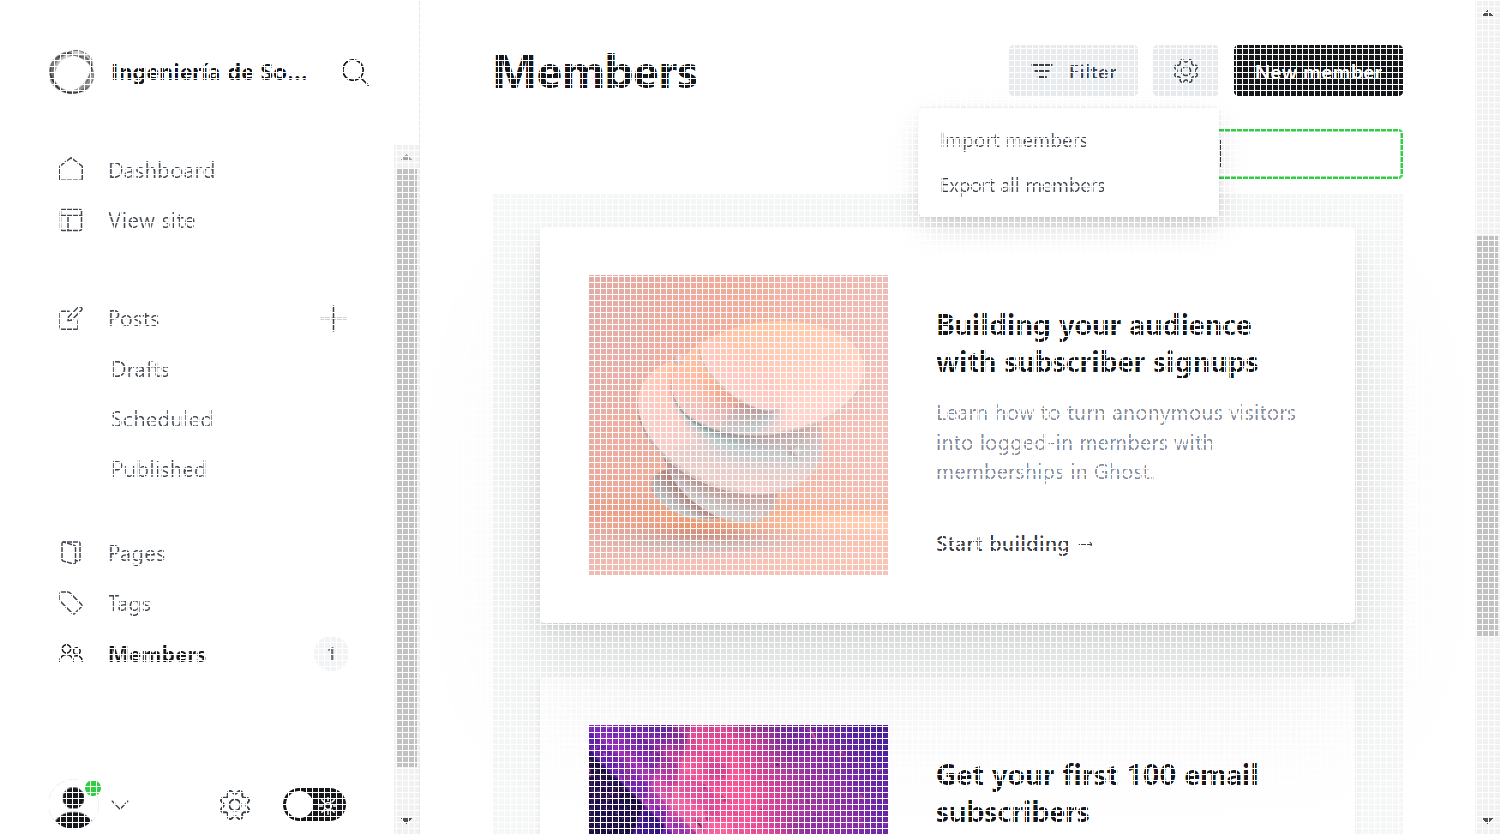 Ingeniería de So...
Dashboard
View site
Posts
Drafts
Scheduled
Published
Pages
Tags
Members
1
Members
Filter
New member
Import members
Export all members
Building your audience
with subscriber signups
Learn how to turn anonymous visitors
into logged-in members with
memberships in Ghost.
Start building →
Get your first 100 email
subscribers